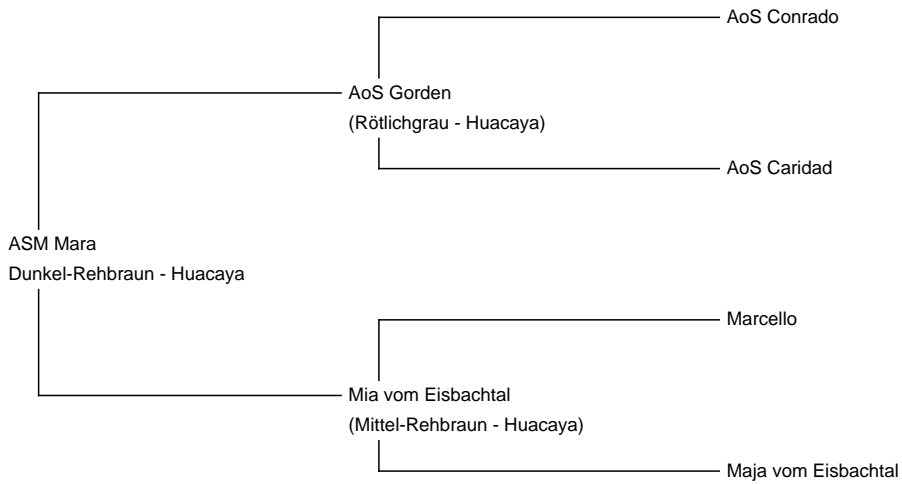 AoS Conrado
AoS Gorden
(Rötlichgrau - Huacaya)
AoS Caridad
ASM Mara
Dunkel-Rehbraun - Huacaya
Marcello
Mia vom Eisbachtal
(Mittel-Rehbraun - Huacaya)
Maja vom Eisbachtal